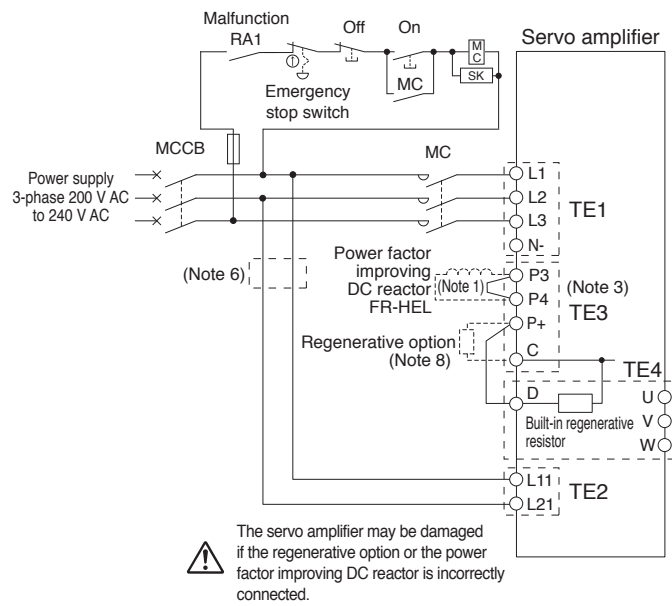 Malfunction
RA1
Off
On
MC
SK
MC
Emergency
stop switch
Servo amplifier
MCCB
MC
Power supply
3-phase 200 V AC
to 240 V AC
L1
L2
L3
N-
TE1
(Note 6)
Power factor
improving
DC reactor
FR-HEL
(Note 1)
P3
P4
P+
C
(Note 3)
TE3
Regenerative option
(Note 8)
TE4
D
Built-in regenerative
resistor
U
V
W
L11
L21
TE2
The servo amplifier may be damaged
if the regenerative option or the power
factor improving DC reactor is incorrectly
connected.